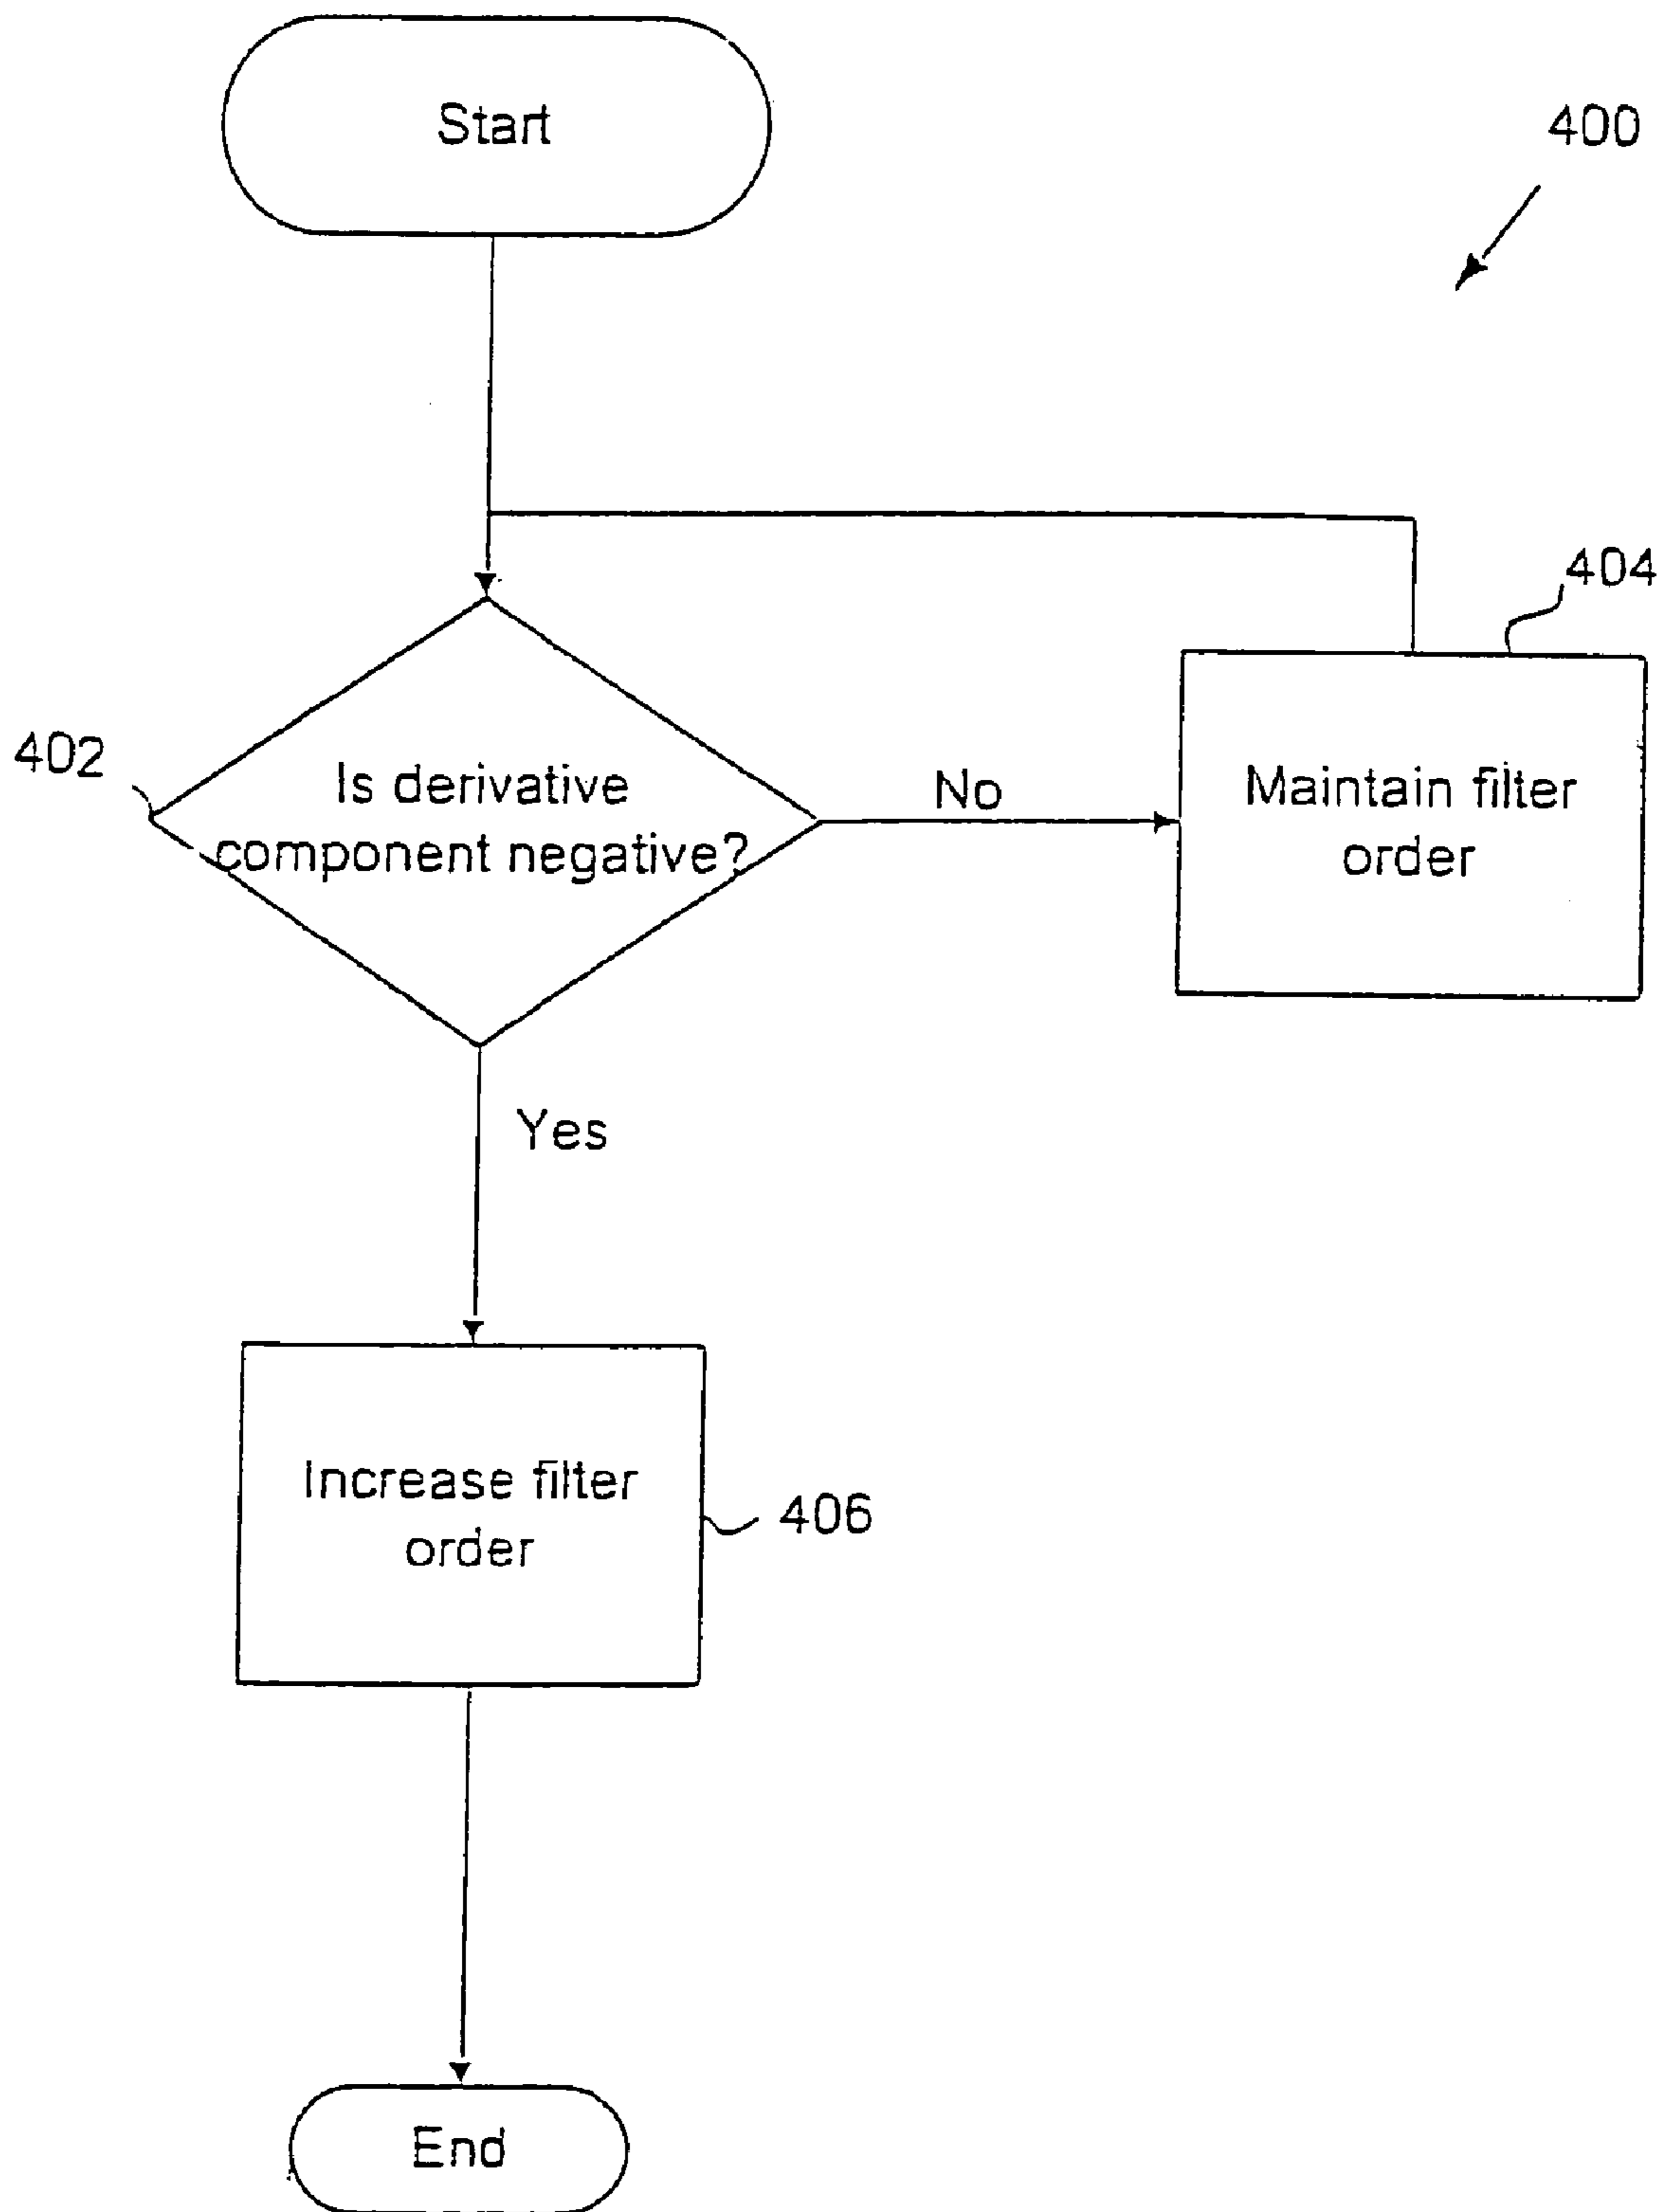 Start
400
404
402
Is derivative
component negative?
No
Maintain filter
order
Yes
Increase filter
order
406
End